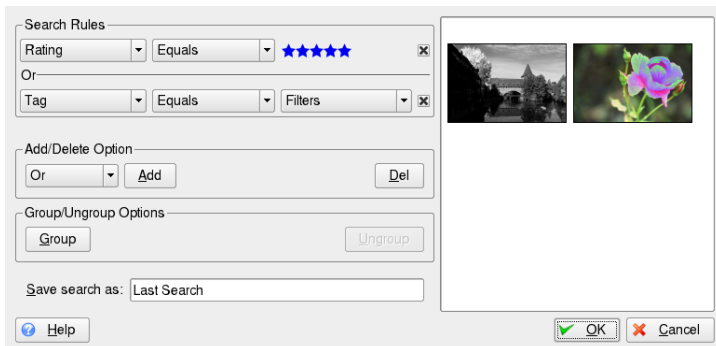 Search Rules
Rating Equals
Or
Tag Equals Filters
Add/Delete Option
Or Add Del
Group/Ungroup Options
Group Ungroup
Save search as: Last Search
Help OK Cancel